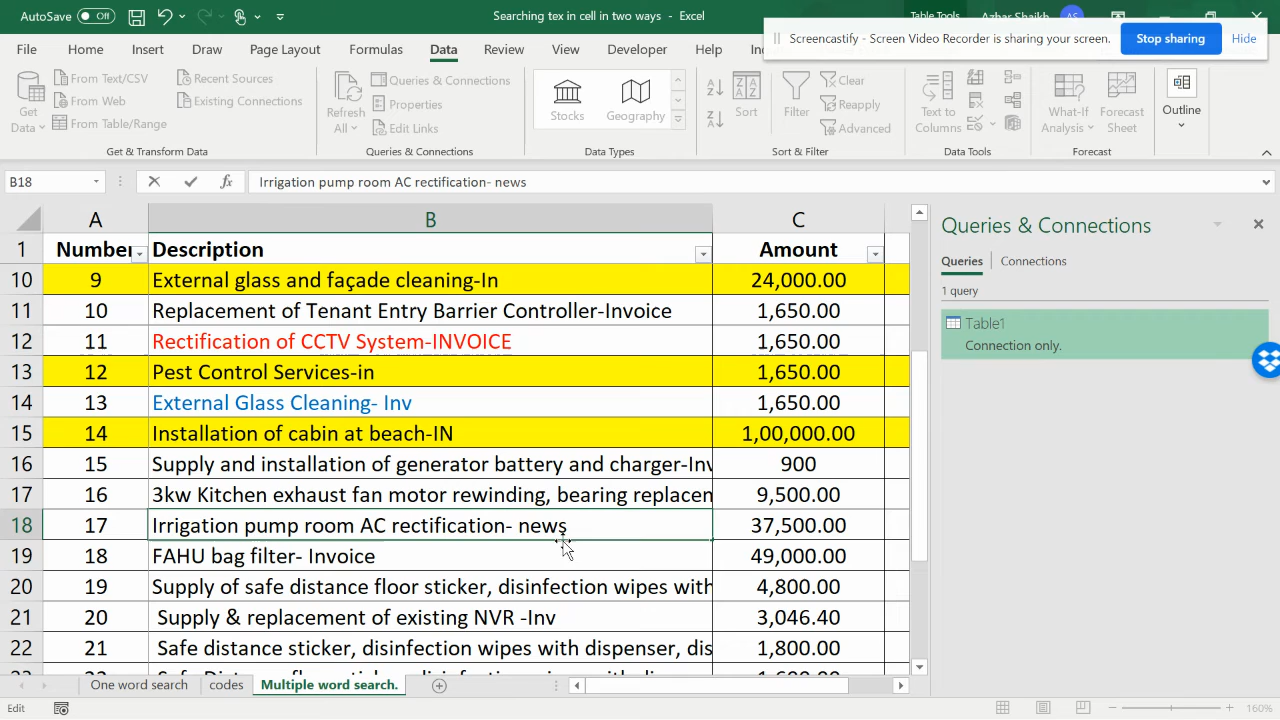 AutoSave Off Searching tex in cell in two ways - Excel Table Tools Azhar Shaikh AS
Screencastify - Screen Video Recorder is sharing your screen. Stop sharing Hide
File Home Insert Draw Page Layout Formulas Data Review View Developer Help
Get Data
From Text/CSV
From Web
From Table/Range
Recent Sources
Existing Connections
Get & Transform Data
Refresh All
Queries & Connections
Properties
Edit Links
Queries & Connections
Stocks Geography
Data Types
Sort Filter
Clear
Reapply
Advanced
Sort & Filter
Text to Columns
Data Tools
What-If Analysis
Forecast Sheet
Forecast
Outline
B18 fx Irrigation pump room AC rectification- news
A B C
1 Number Description Amount
10 9 External glass and façade cleaning-In 24,000.00
11 10 Replacement of Tenant Entry Barrier Controller-Invoice 1,650.00
12 11 Rectification of CCTV System-INVOICE 1,650.00
13 12 Pest Control Services-in 1,650.00
14 13 External Glass Cleaning- Inv 1,650.00
15 14 Installation of cabin at beach-IN 1,00,000.00
16 15 Supply and installation of generator battery and charger-Inv 900
17 16 3kw Kitchen exhaust fan motor rewinding, bearing replacen 9,500.00
18 17 Irrigation pump room AC rectification- news 37,500.00
19 18 FAHU bag filter- Invoice 49,000.00
20 19 Supply of safe distance floor sticker, disinfection wipes with 4,800.00
21 20 Supply & replacement of existing NVR -Inv 3,046.40
22 21 Safe distance sticker, disinfection wipes with dispenser, dis 1,800.00
Queries & Connections
Queries Connections
1 query
Table1
Connection only.
One word search codes Multiple word search.
Edit 160%